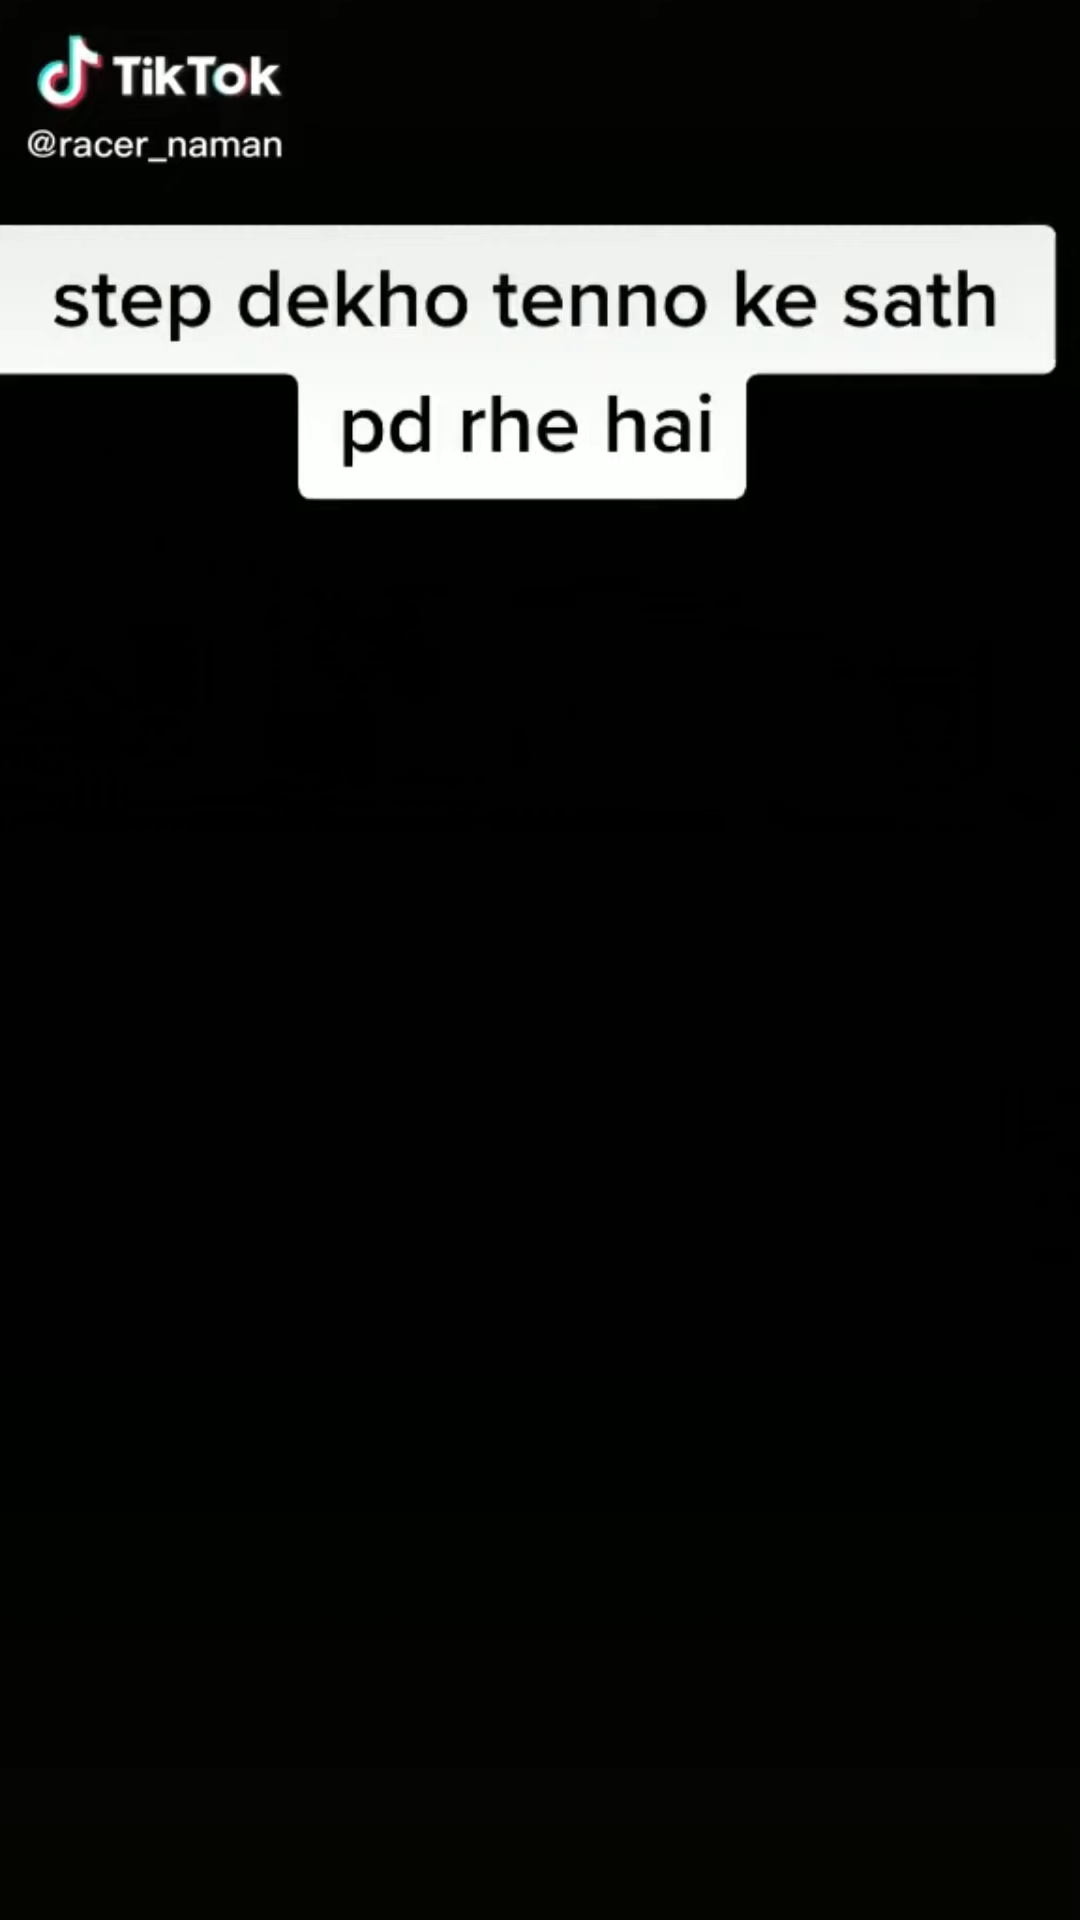 TikTok
@racer_naman
step dekho tenno ke sath
pd rhe hai